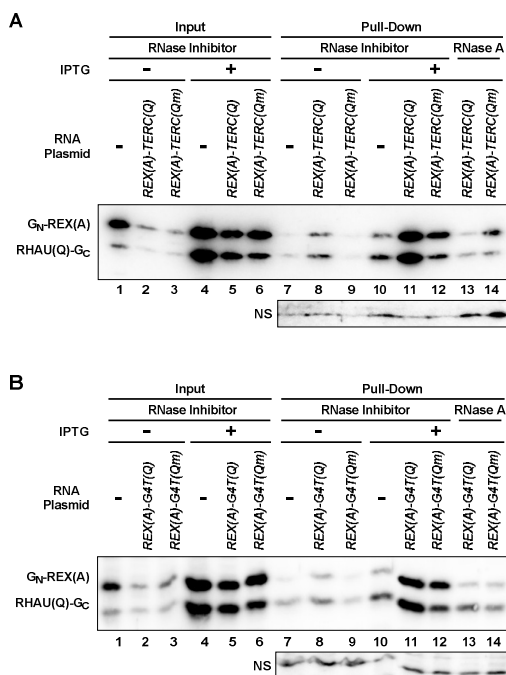 A
Input
Pull-Down
RNase Inhibitor
RNase Inhibitor
RNase A
IPTG
-
+
-
+
RNA
Plasmid
-
REX(A)-TERC(Q)
REX(A)-TERC(Qm)
-
REX(A)-TERC(Q)
REX(A)-TERC(Qm)
-
REX(A)-TERC(Q)
REX(A)-TERC(Qm)
-
REX(A)-TERC(Q)
REX(A)-TERC(Qm)
REX(A)-TERC(Q)
REX(A)-TERC(Qm)
GN-REX(A)
RHAU(Q)-GC
1 2 3 4 5 6 7 8 9 10 11 12 13 14
NS
B
Input
Pull-Down
RNase Inhibitor
RNase Inhibitor
RNase A
IPTG
-
+
-
+
RNA
Plasmid
-
REX(A)-G4T(Q)
REX(A)-G4T(Qm)
-
REX(A)-G4T(Q)
REX(A)-G4T(Qm)
-
REX(A)-G4T(Q)
REX(A)-G4T(Qm)
-
REX(A)-G4T(Q)
REX(A)-G4T(Qm)
REX(A)-G4T(Q)
REX(A)-G4T(Qm)
GN-REX(A)
RHAU(Q)-GC
1 2 3 4 5 6 7 8 9 10 11 12 13 14
NS